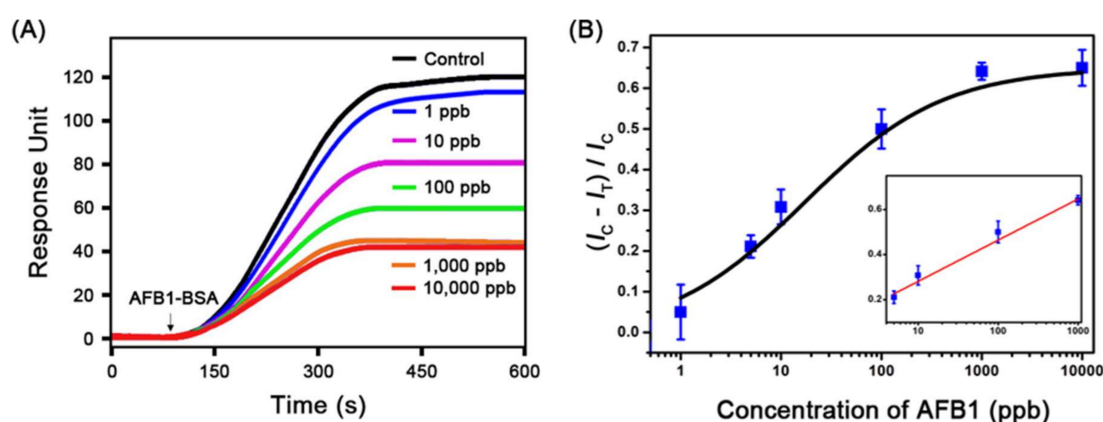 (A)
Response Unit
120
100
80
60
40
20
0
Control
1 ppb
10 ppb
100 ppb
1,000 ppb
10,000 ppb
AFB1-BSA
0 150 300 450 600
Time (s)
(B)
(I_C - I_T) / I_C
0.7
0.6
0.5
0.4
0.3
0.2
0.1
0.0
0.6
0.4
0.2
10 100 1000
1 10 100 1000 10000
Concentration of AFB1 (ppb)